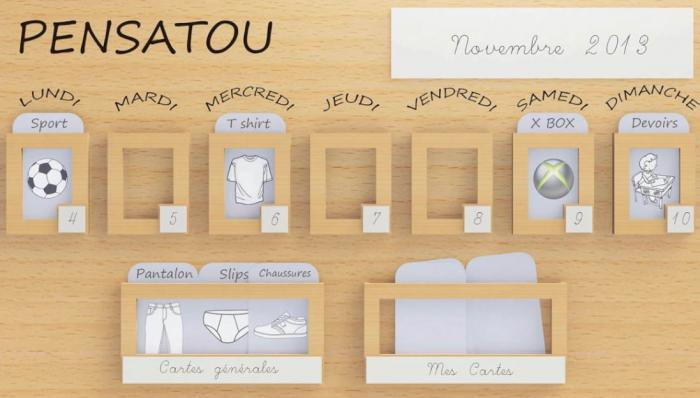 PENSATOU
Novembre 2013
LUNDI MARDI MERCREDI JEUDI VENDREDI SAMEDI DIMANCHE
Sport T shirt X BOX Devoirs
4 5 6 7 8 9 10
Pantalon Slips Chaussures
Cartes générales Mes Cartes